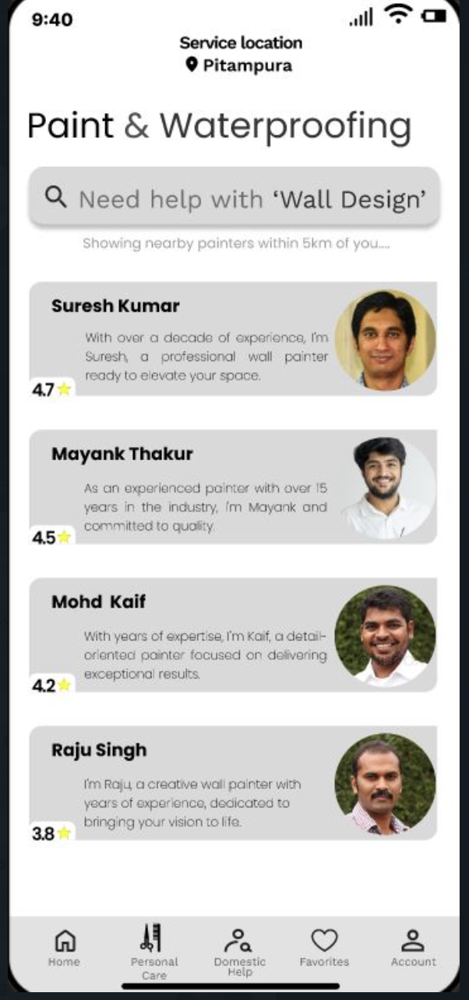 9:40
Service location
Pitampura
Paint & Waterproofing
Need help with ‘Wall Design’
Showing nearby painters within 5km of you....
Suresh Kumar
With over a decade of experience, I'm
Suresh, a professional wall painter
ready to elevate your space.
4.7
Mayank Thakur
As an experienced painter with over 15
years in the industry, I'm Mayank and
committed to quality.
4.5
Mohd Kaif
With years of expertise, I'm Kaif, a detail-
oriented painter focused on delivering
exceptional results.
4.2
Raju Singh
I'm Raju, a creative wall painter with
years of experience, dedicated to
bringing your vision to life.
3.8
Home
Personal
Care
Domestic
Help
Favorites
Account